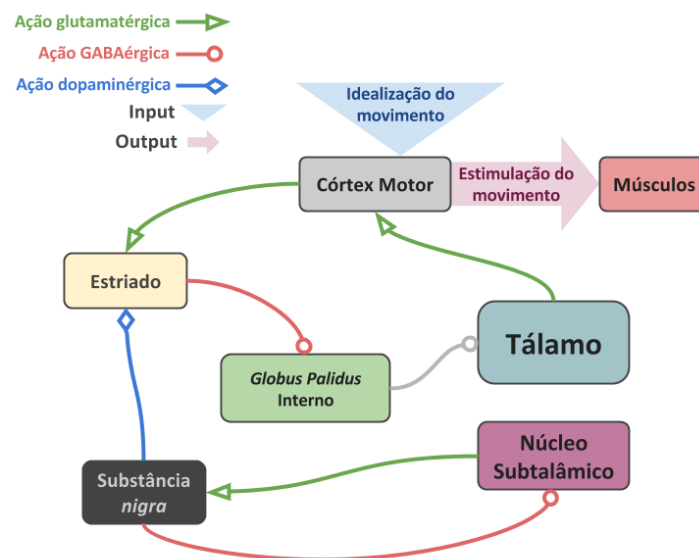 Ação glutamatérgica
Ação GABAérgica
Ação dopaminérgica
Input
Output
Idealização do
movimento
Córtex Motor
Estimulação do
movimento
Músculos
Estriado
Tálamo
Globus Palidus
Interno
Núcleo
Subtalâmico
Substância
nigra